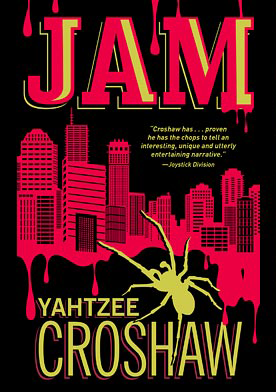 JAM
"Croshaw has . . . proven
he has the chops to tell an
interesting, unique and utterly
entertaining narrative."
—Joystick Division
YAHTZEE
CROSHAW